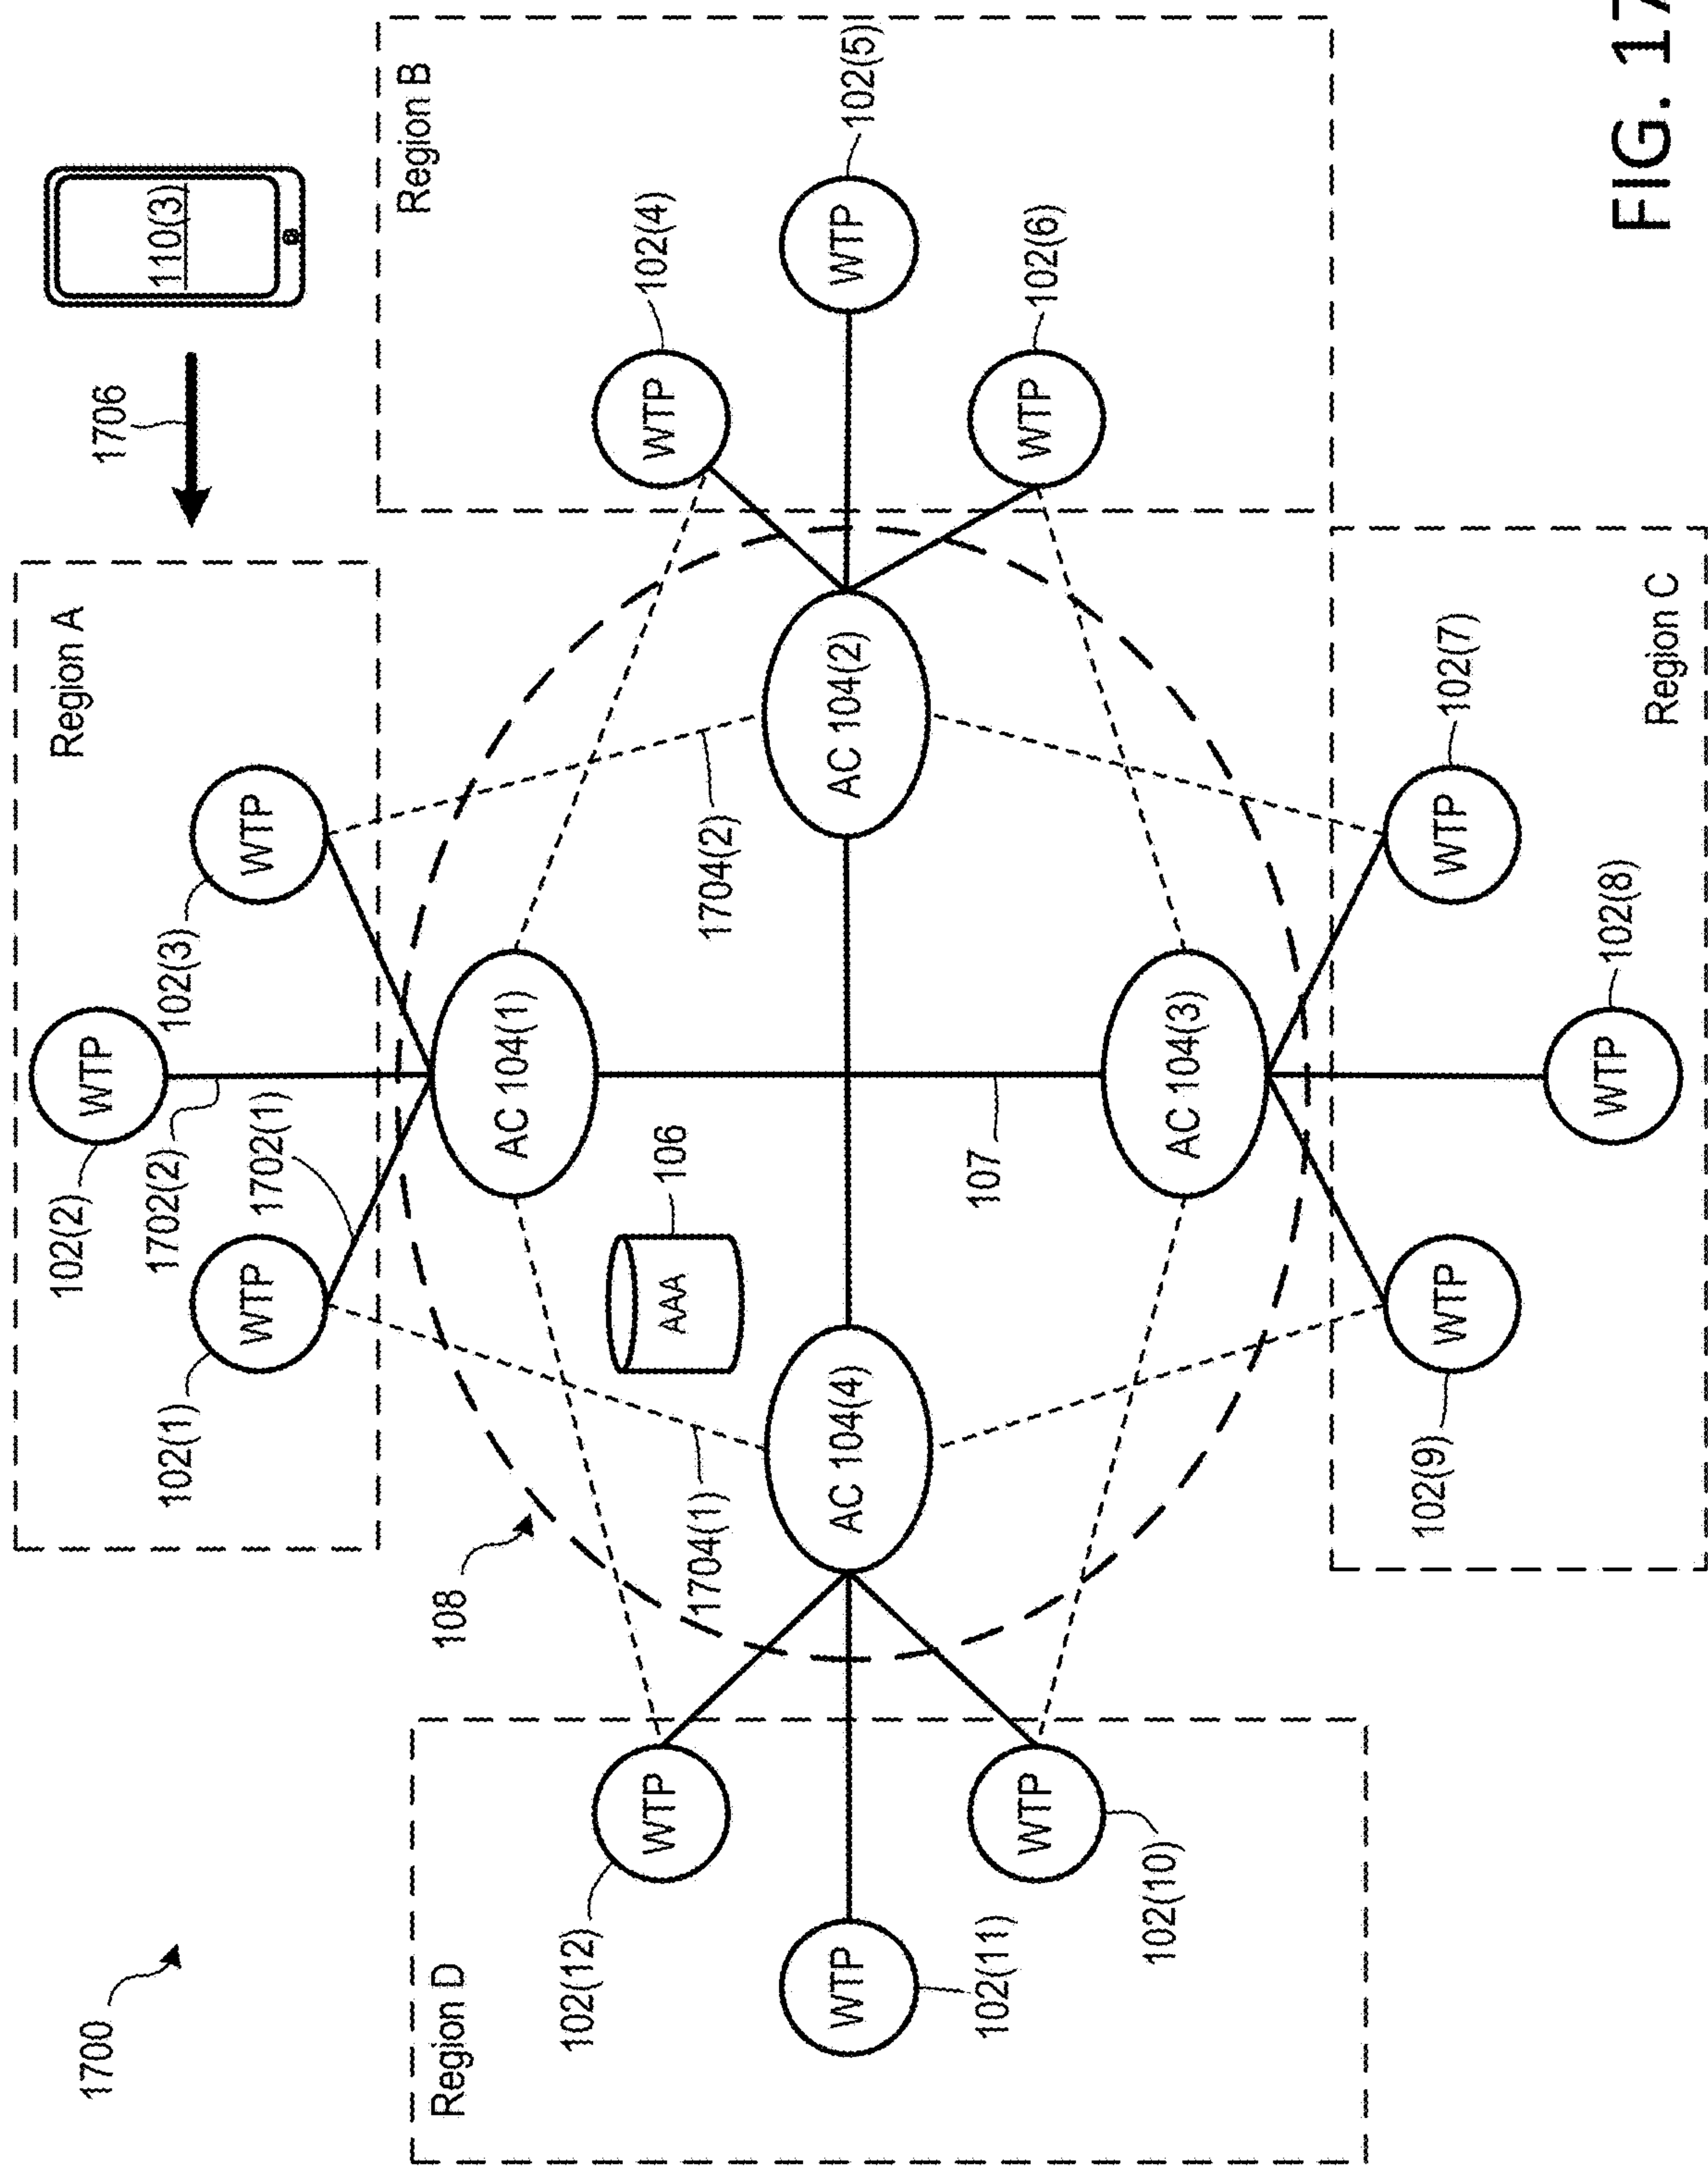 1700
Region A
102(2)
WTP
1702(2)
102(1)
WTP
1702(1)
102(3)
WTP
1706
110(3)
Region D
108
Region B
AC 104(1)
102(12)
WTP
1704(1)
AAA
106
1704(2)
WTP
102(4)
WTP
102(11)
AC 104(4)
AC 104(2)
WTP
102(5)
107
WTP
102(10)
WTP
102(6)
AC 104(3)
102(9)
WTP
WTP
102(7)
WTP
102(8)
Region C
FIG. 17